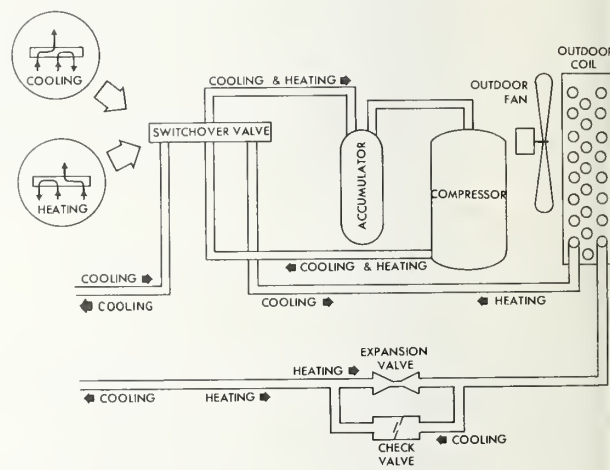 COOLING
HEATING
COOLING & HEATING
SWITCHOVER VALVE
ACCUMULATOR
COMPRESSOR
OUTDOOR
FAN
OUTDOOR
COIL
COOLING & HEATING
COOLING
HEATING
COOLING
COOLING
EXPANSION
VALVE
HEATING
COOLING
HEATING
CHECK
VALVE
COOLING